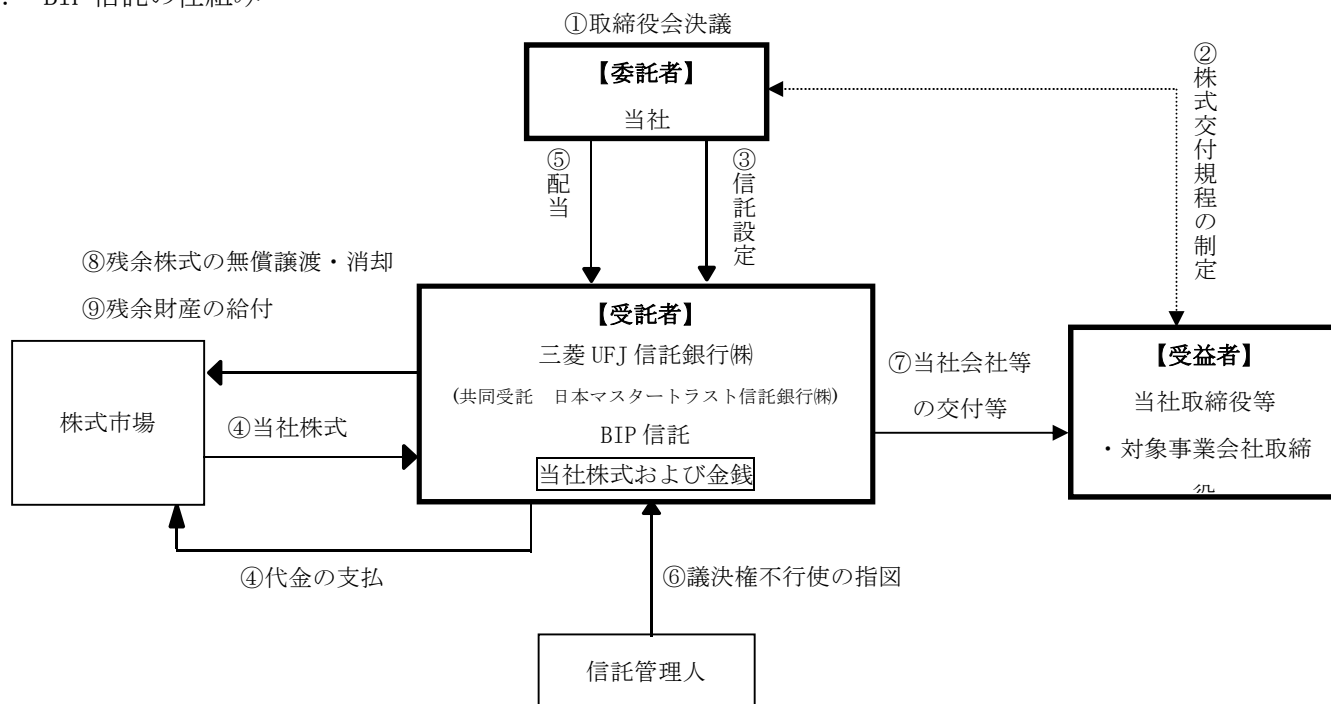 BIP 信託の仕組み
①取締役会決議
【委託者】
当社
②株式交付規程の制定
⑤配当
③信託設定
⑧残余株式の無償譲渡・消却
⑨残余財産の給付
【受託者】
三菱 UFJ 信託銀行㈱
(共同受託　日本マスタートラスト信託銀行㈱)
BIP 信託
当社株式および金銭
株式市場
④当社株式
⑦当社会社等
の交付等
【受益者】
当社取締役等
・対象事業会社取締
④代金の支払
⑥議決権不行使の指図
信託管理人